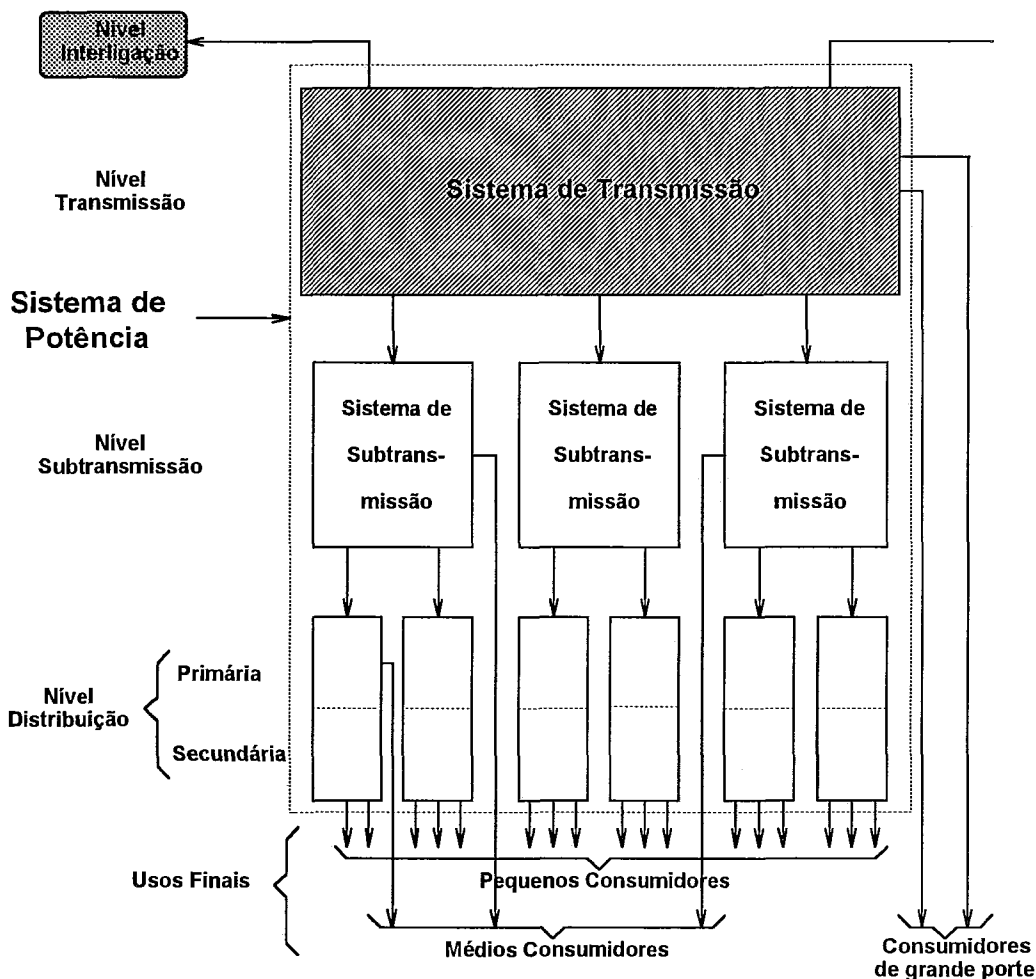 Nível
Interligação
Nível
Transmissão
Sistema de Transmissão
Sistema de
Potência
Nível
Subtransmissão
Sistema de
Subtrans-
missão
Sistema de
Subtrans-
missão
Sistema de
Subtrans-
missão
Nível
Distribuição
Primária
Secundária
Usos Finais
Pequenos Consumidores
Médios Consumidores
Consumidores
de grande porte